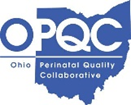 OPQC
Ohio Perinatal Quality
Collaborative